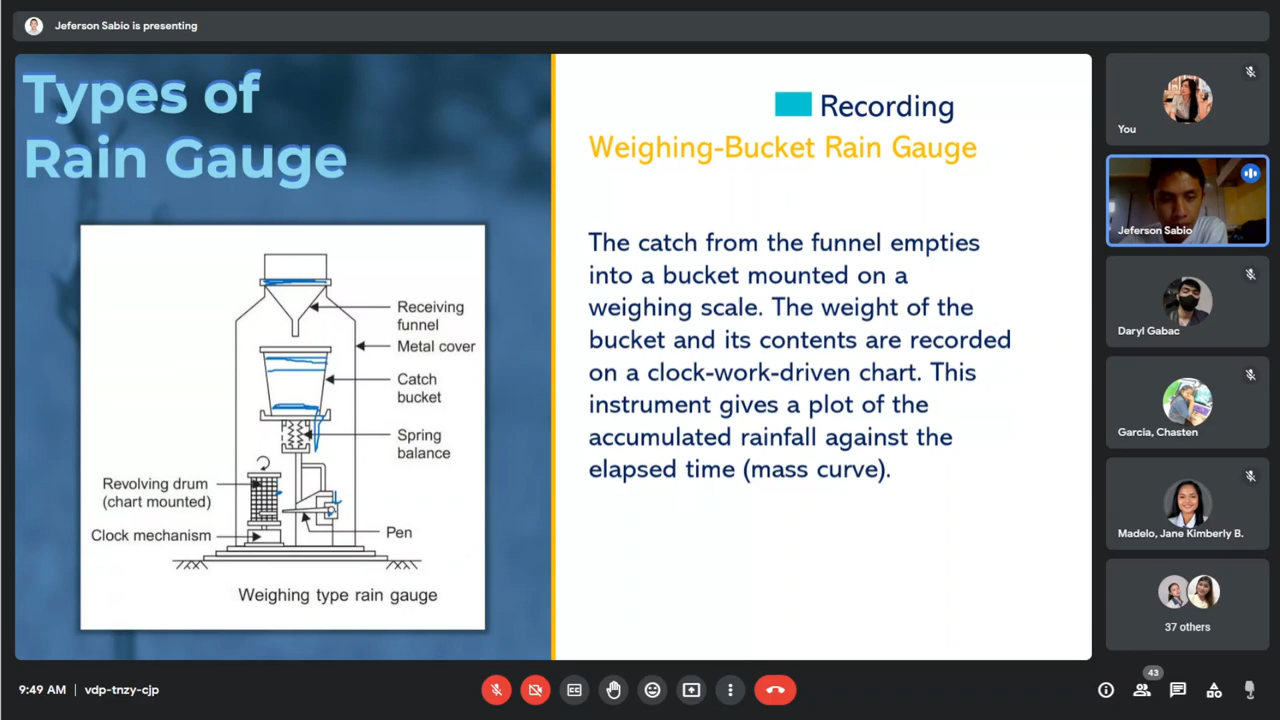 Jeferson Sabio is presenting
Types of
Rain Gauge
Receiving
funnel
Metal cover
Catch
bucket
Spring
balance
Revolving drum
(chart mounted)
Clock mechanism
Pen
Weighing type rain gauge
Recording
Weighing-Bucket Rain Gauge
The catch from the funnel empties
into a bucket mounted on a
weighing scale. The weight of the
bucket and its contents are recorded
on a clock-work-driven chart. This
instrument gives a plot of the
accumulated rainfall against the
elapsed time (mass curve).
You
Jeferson Sabio
Daryl Gabac
Garcia, Chasten
Madelo, Jane Kimberly B.
37 others
9:49 AM | vdp-tnzy-cjp
CC
43